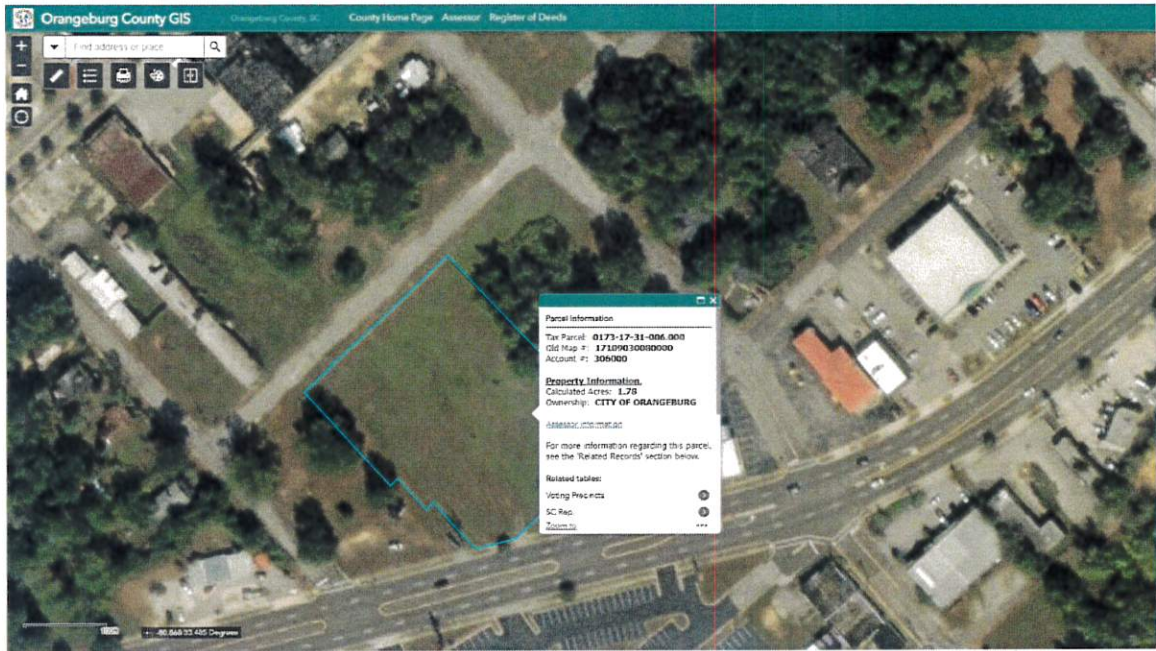 Orangeburg County GIS
Orangeburg County, SC
County Home Page Assessor Register of Deeds
Find address or place
Parcel Information
Tax Parcel: 0173-17-31-006.000
Old Map #: 17109030080000
Account #: 306000
Property Information.
Calculated Acres: 1.78
Ownership: CITY OF ORANGEBURG
Assessor Information
For more information regarding this parcel,
see the 'Related Records' section below.
Related tables:
Voting Precincts
SC Rep.
Zoom to
-80.868 33.485 Degrees